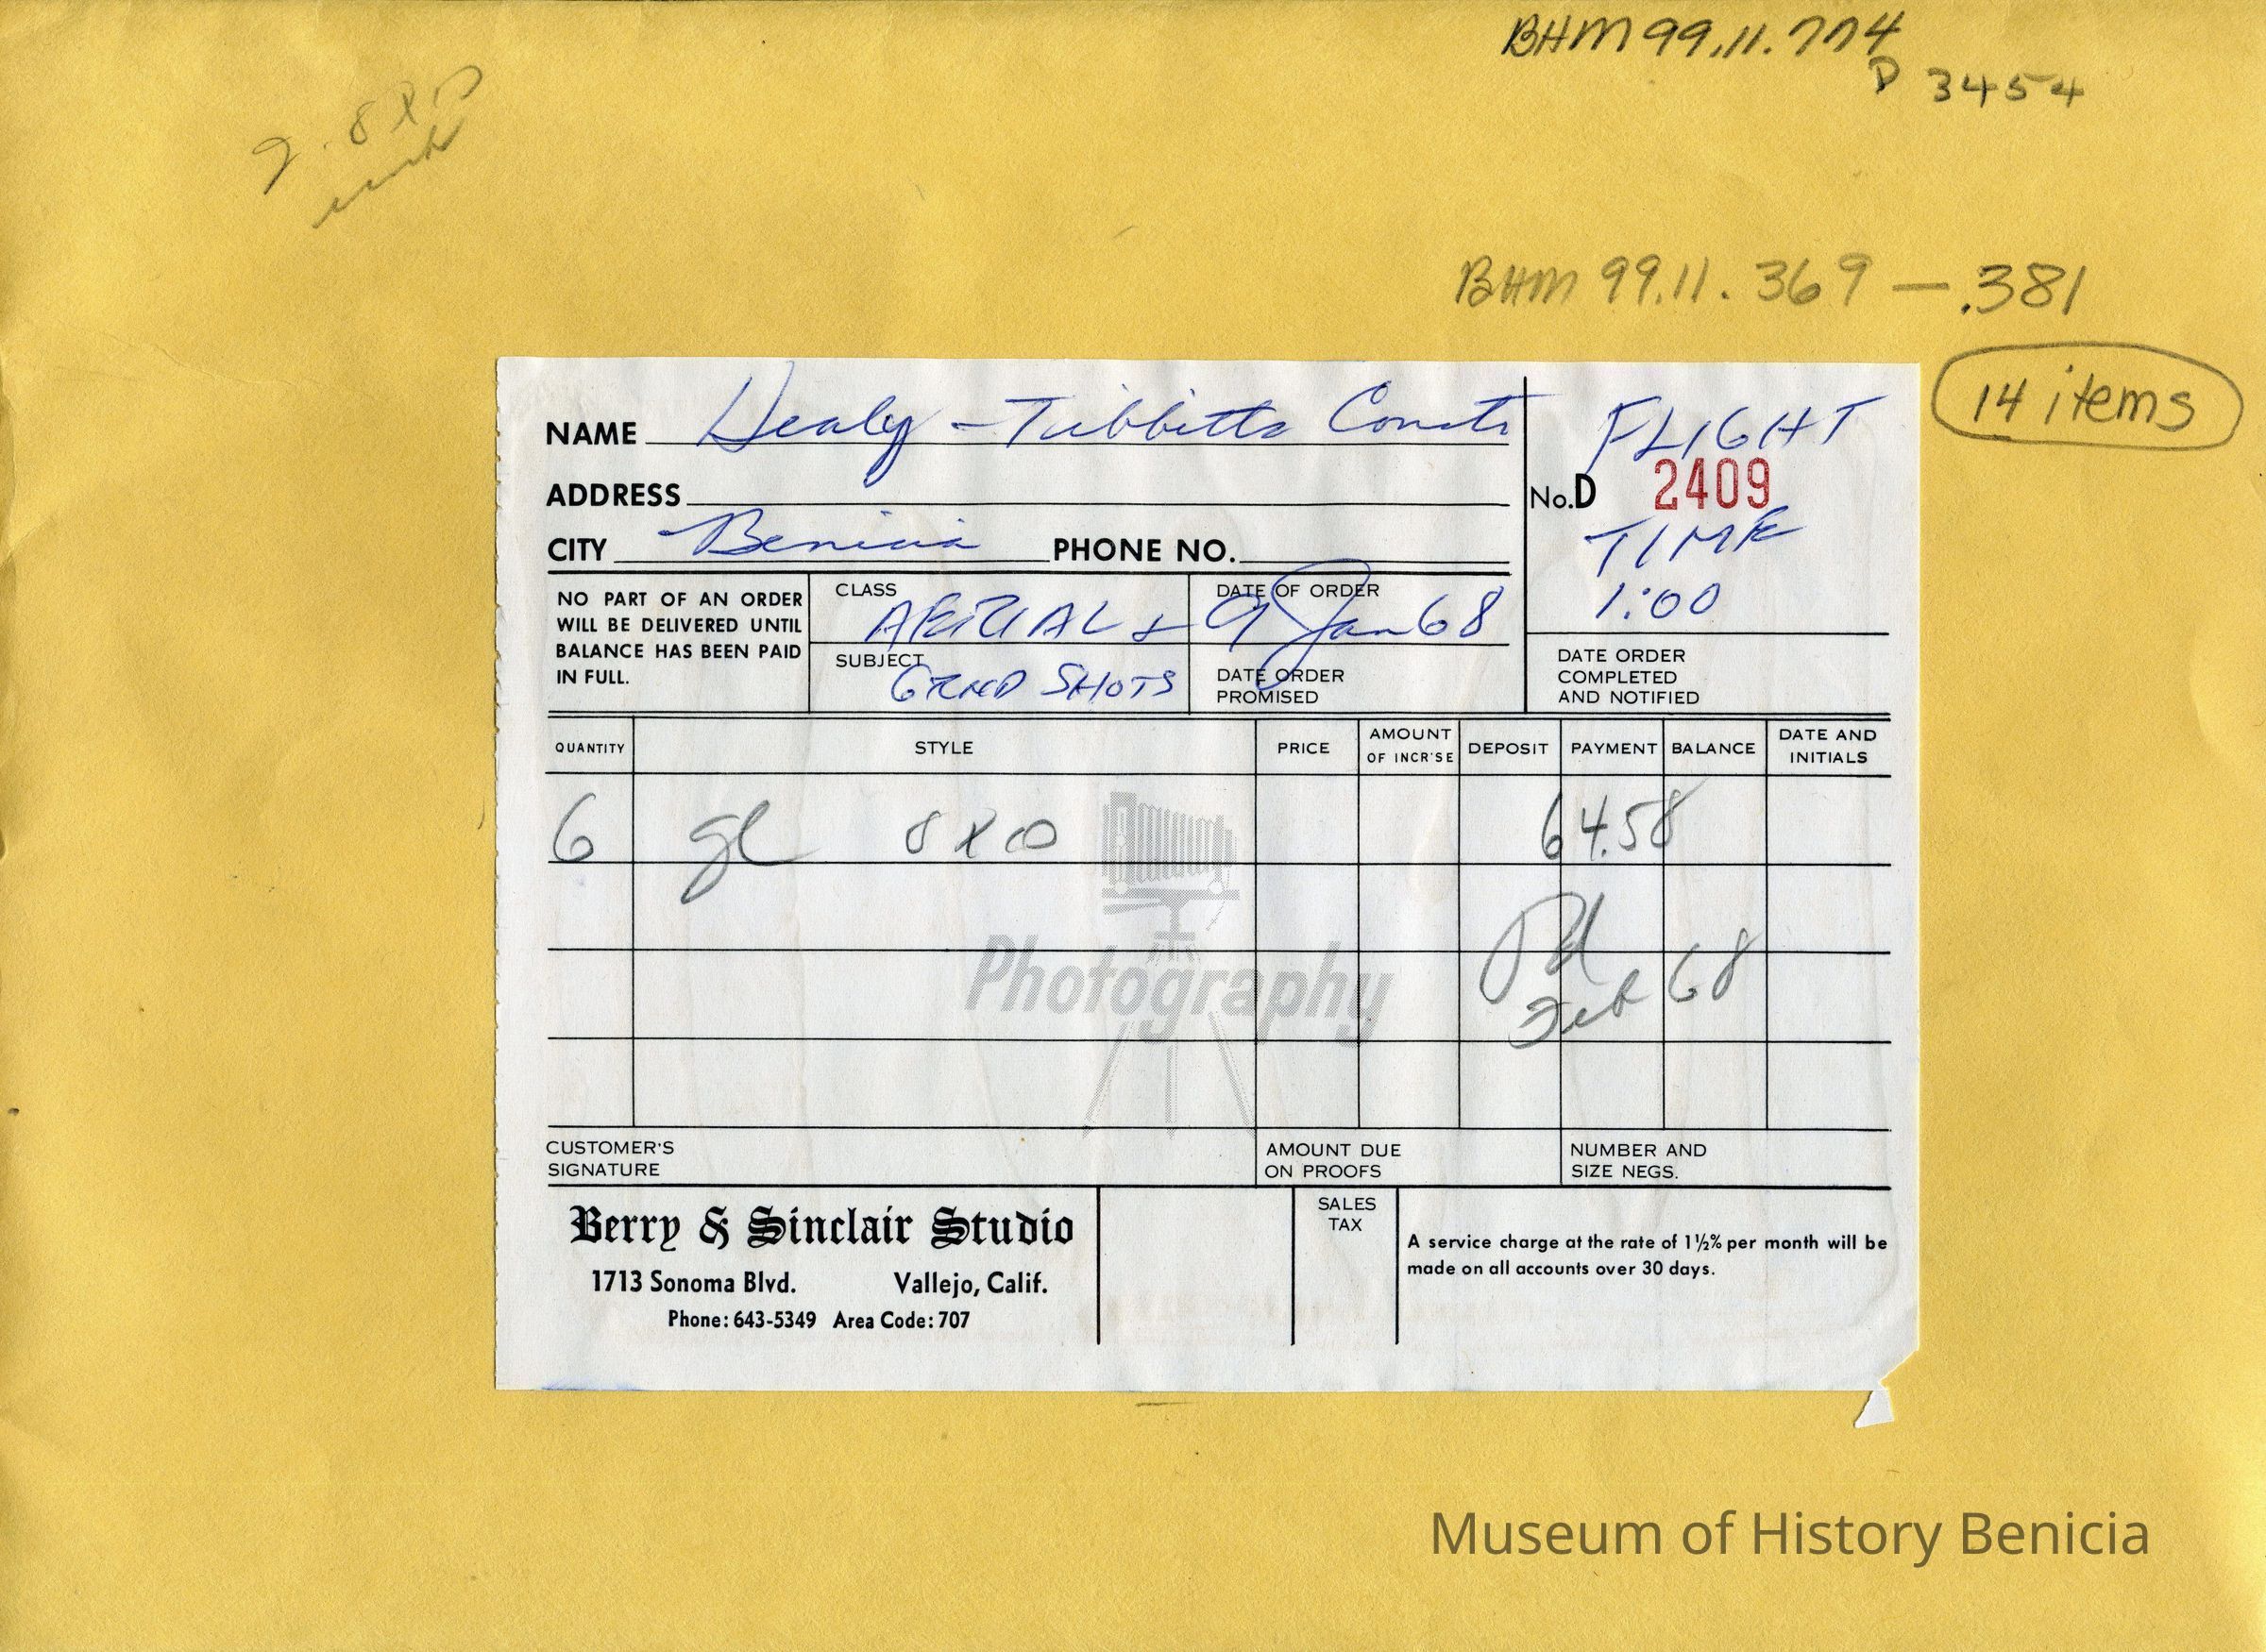 BHM 99.11.774
D 3454
8x10
BHM 99.11.369 — .381
14 items
NAME Healy-Tibbitts Constr
ADDRESS
CITY Benicia PHONE NO.
FLIGHT
No.D 2409
TIME
1:00
NO PART OF AN ORDER
WILL BE DELIVERED UNTIL
BALANCE HAS BEEN PAID
IN FULL.
CLASS AERIAL &
SUBJECT GRND SHOTS
DATE OF ORDER 9 Jan 68
DATE ORDER
PROMISED
DATE ORDER
COMPLETED
AND NOTIFIED
QUANTITY STYLE PRICE AMOUNT OF INCR'SE DEPOSIT PAYMENT BALANCE DATE AND INITIALS
6 gl 8x10 64.58
Pd
Feb 68
Photography
CUSTOMER'S
SIGNATURE
AMOUNT DUE
ON PROOFS
NUMBER AND
SIZE NEGS.
Berry & Sinclair Studio
1713 Sonoma Blvd. Vallejo, Calif.
Phone: 643-5349 Area Code: 707
SALES
TAX
A service charge at the rate of 1½% per month will be
made on all accounts over 30 days.
Museum of History Benicia